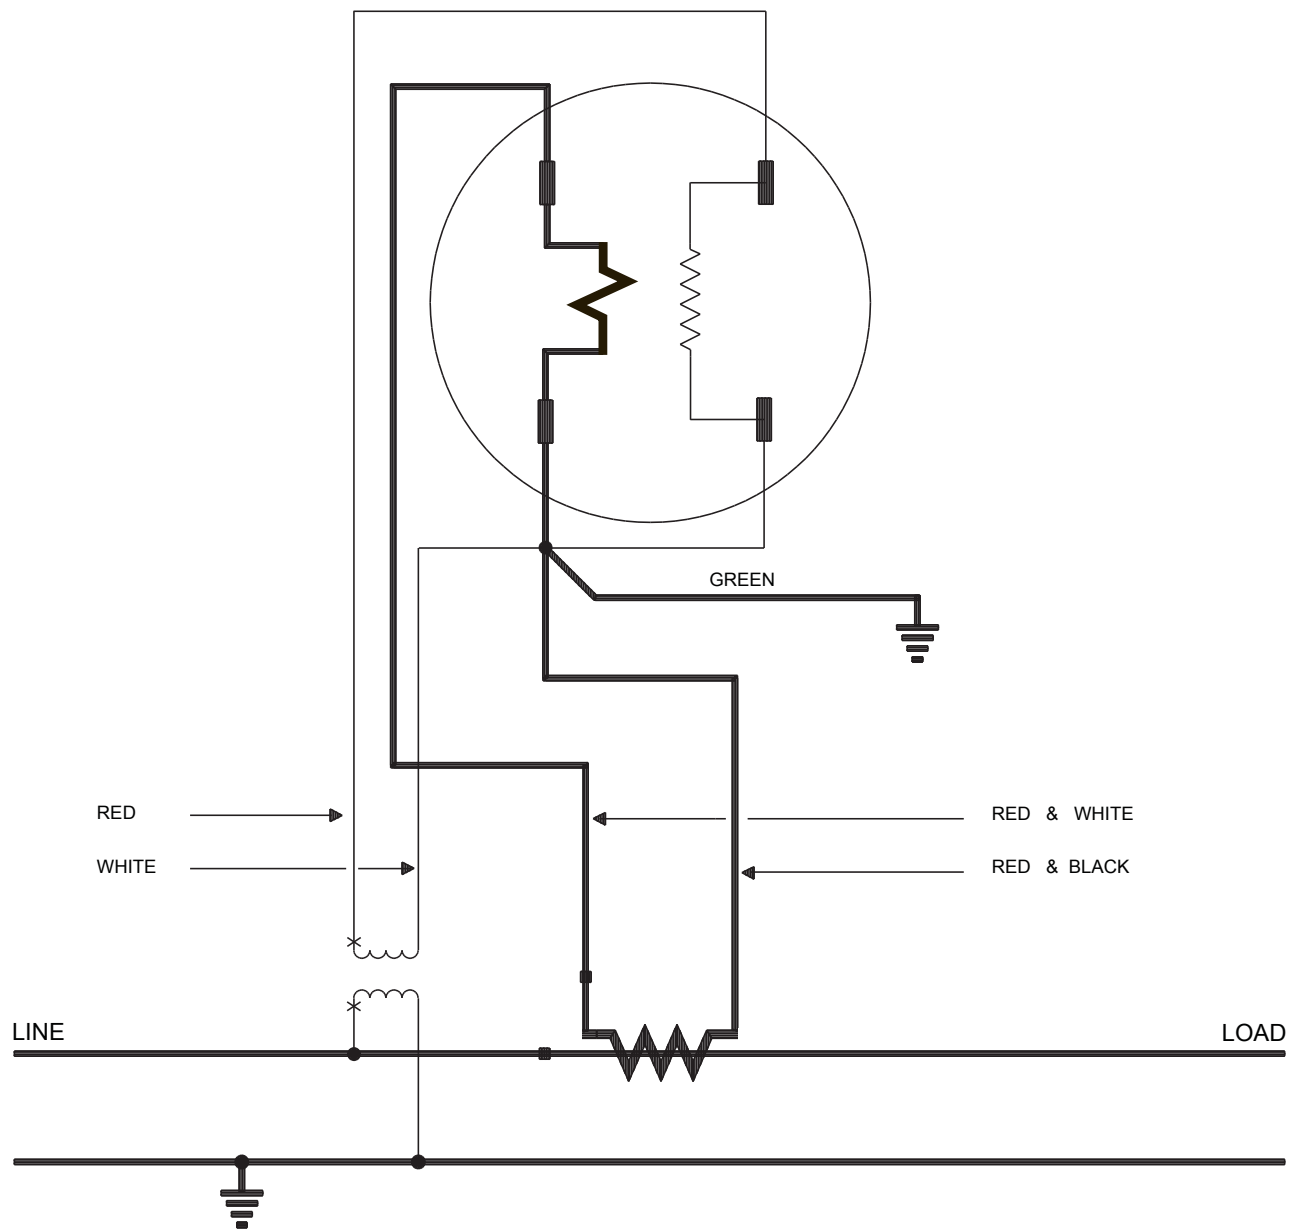 GREEN
RED
RED & WHITE
WHITE
RED & BLACK
LINE
LOAD